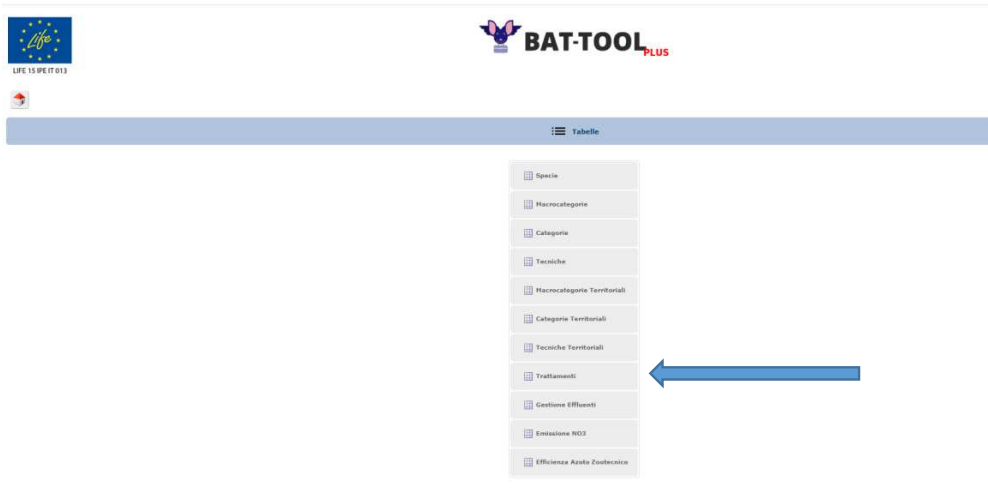 Life
LIFE 15 IPE IT 013
BAT-TOOL PLUS
Tabelle
Specie
Macrocategorie
Categorie
Tecniche
Macrocategorie Territoriali
Categorie Territoriali
Tecniche Territoriali
Trattamenti
Gestione Effluenti
Emissione NO3
Efficienza Azoto Zootecnico